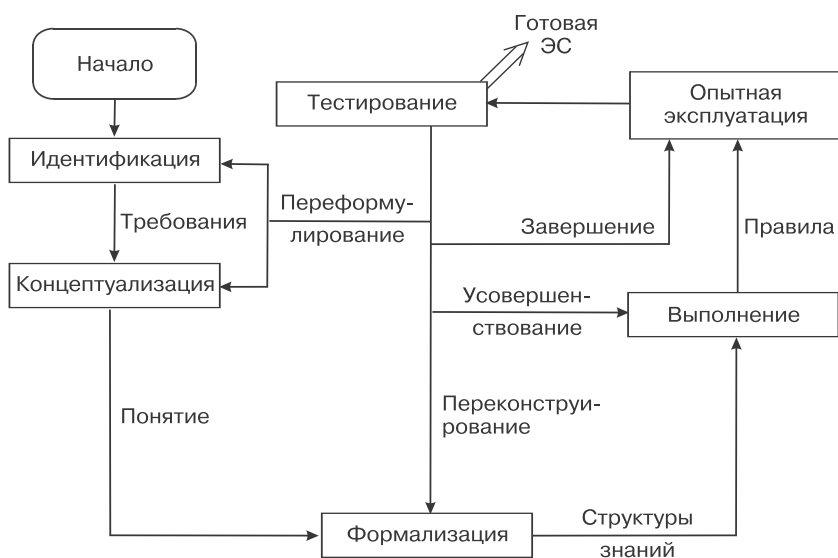 Готовая
ЭС
Начало
Тестирование
Опытная
эксплуатация
Идентификация
Требования
Переформу-
лирование
Завершение
Правила
Концептуализация
Усовершен-
ствование
Выполнение
Понятие
Переконструи-
рование
Формализация
Структуры
знаний